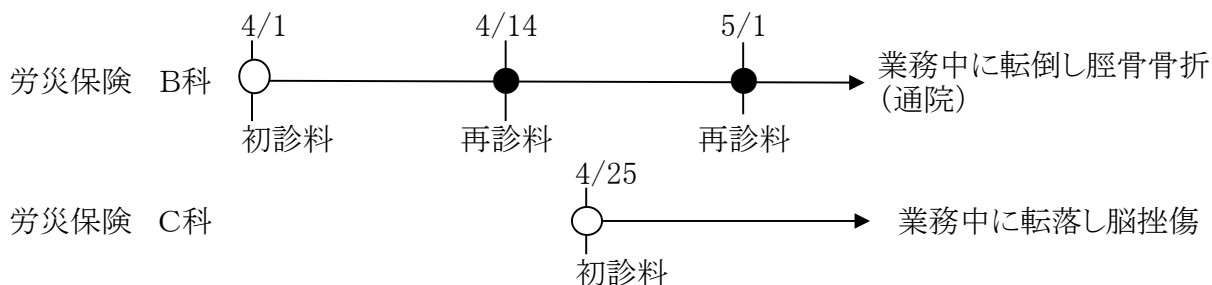 4/1 4/14 5/1
労災保険 B科
業務中に転倒し脛骨骨折
(通院)
初診料 再診料 再診料
4/25
労災保険 C科
業務中に転落し脳挫傷
初診料